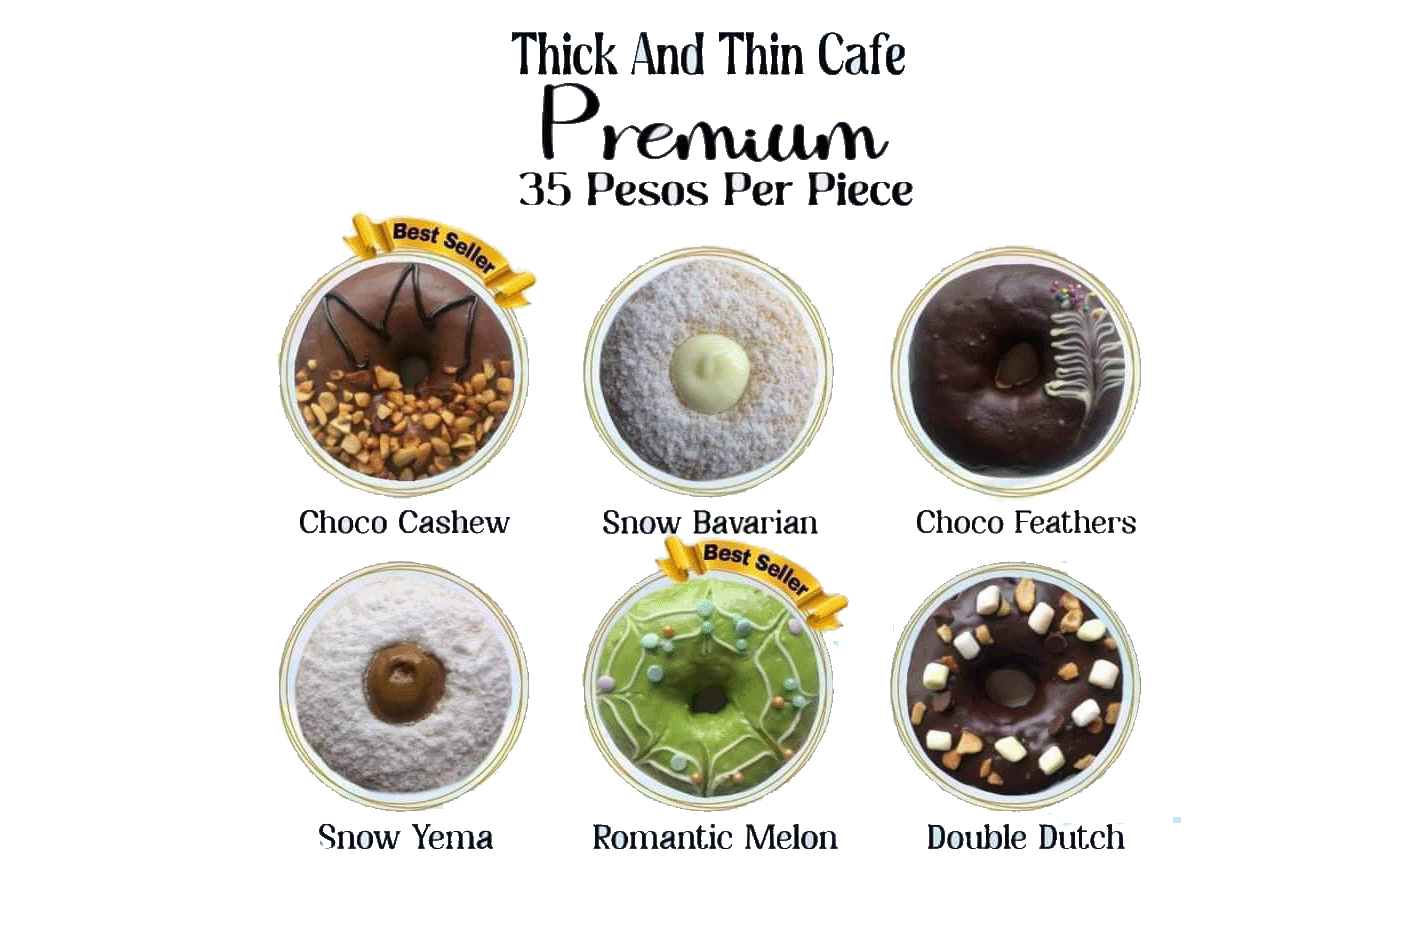 Thick And Thin Cafe
Premium
35 Pesos Per Piece
Best Seller
Choco Cashew
Snow Bavarian
Choco Feathers
Best Seller
Snow Yema
Romantic Melon
Double Dutch